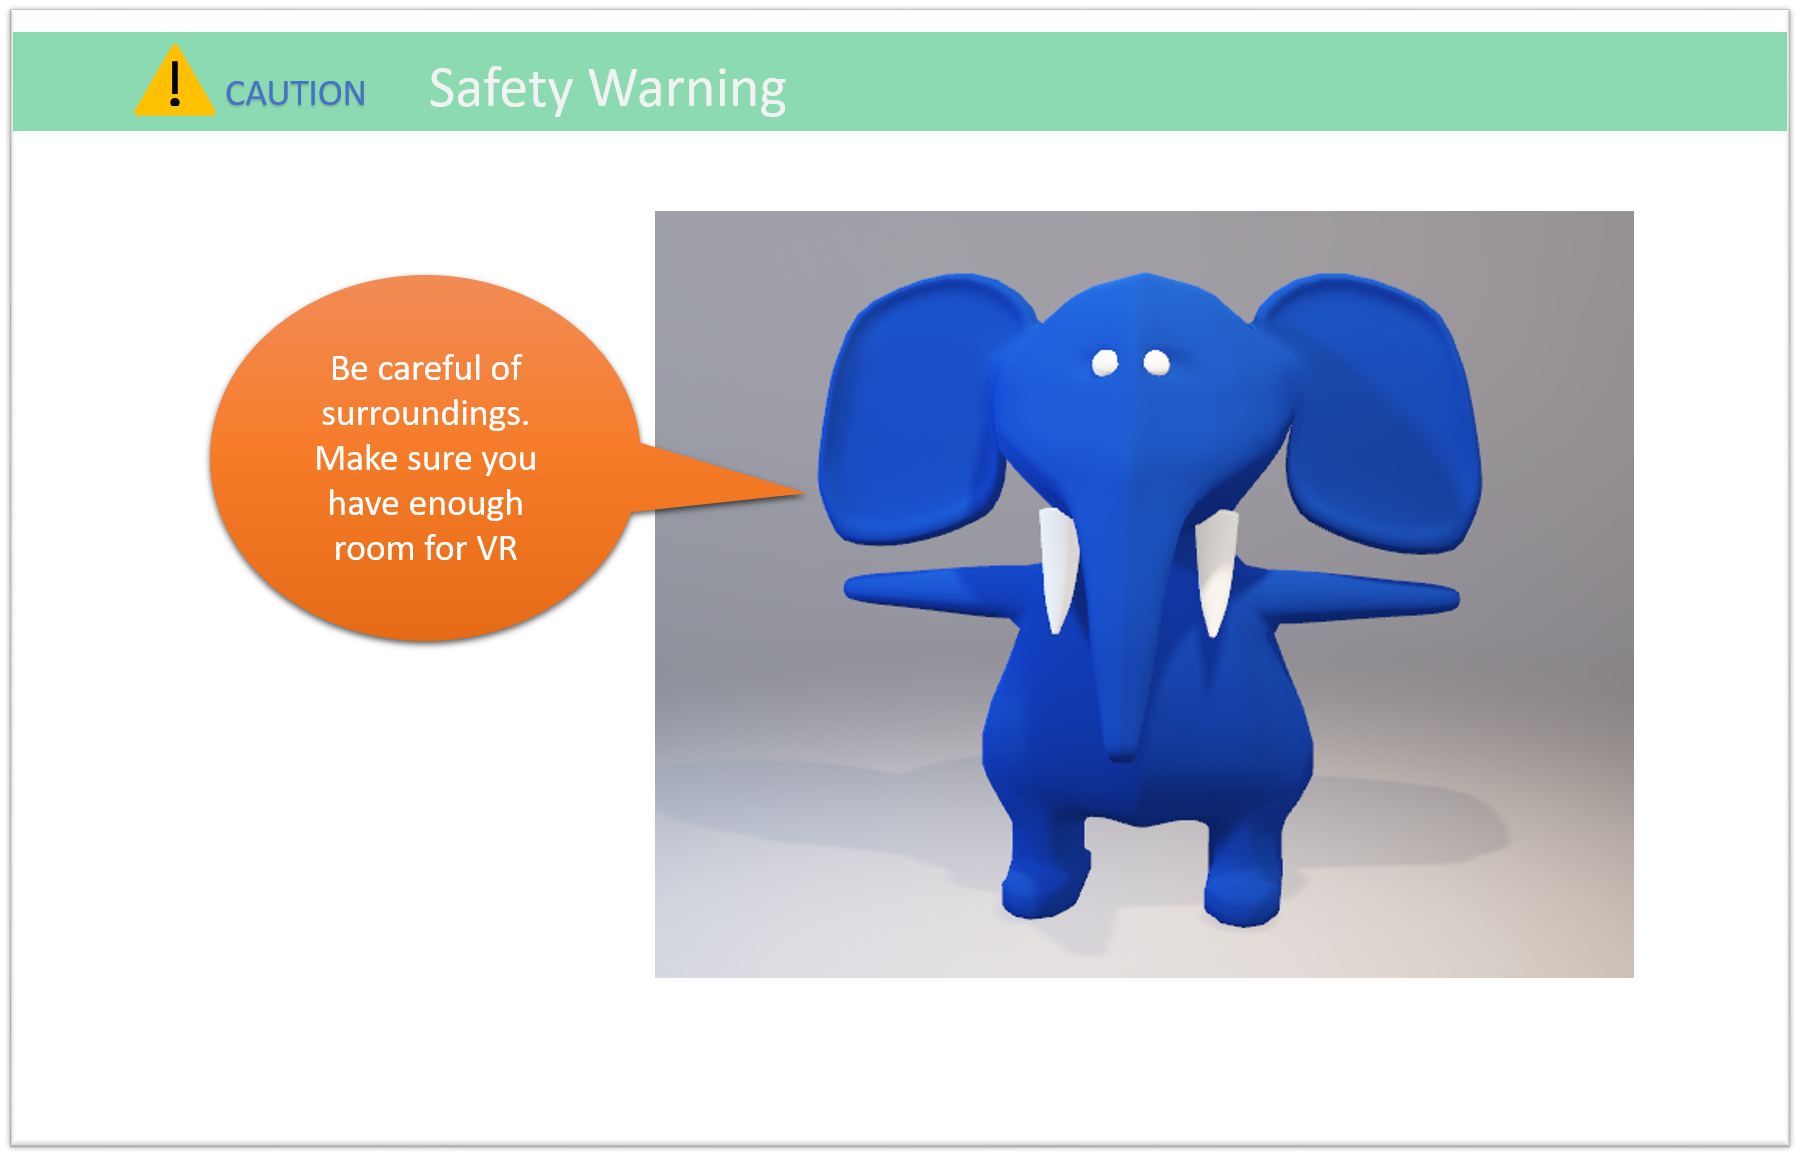 CAUTION Safety Warning
Be careful of
surroundings.
Make sure you
have enough
room for VR